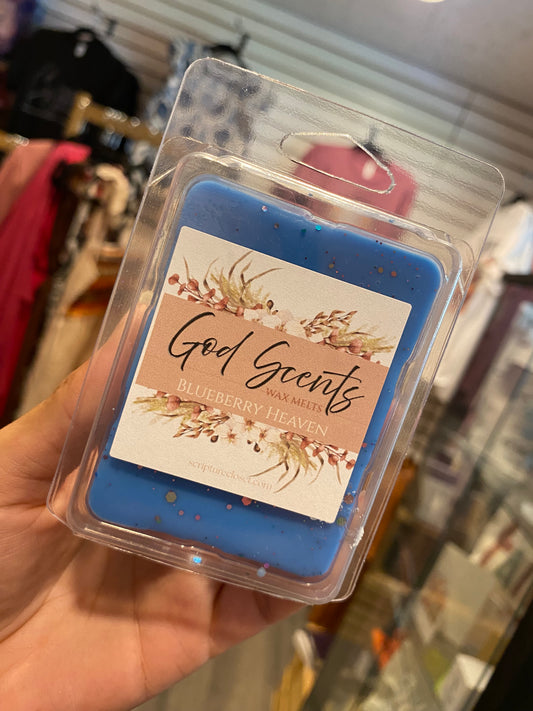 God Scents
WAX MELTS
BLUEBERRY HEAVEN
scripturecloset.com